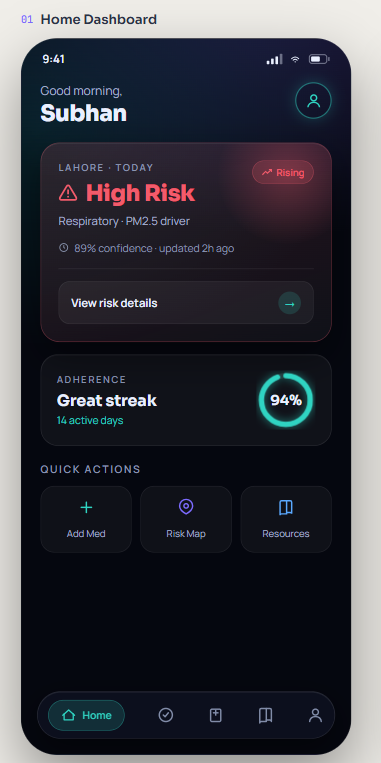 01 Home Dashboard
9:41
Good morning,
Subhan
LAHORE · TODAY
Rising
High Risk
Respiratory · PM2.5 driver
89% confidence · updated 2h ago
View risk details →
ADHERENCE
Great streak
14 active days
94%
QUICK ACTIONS
Add Med
Risk Map
Resources
Home